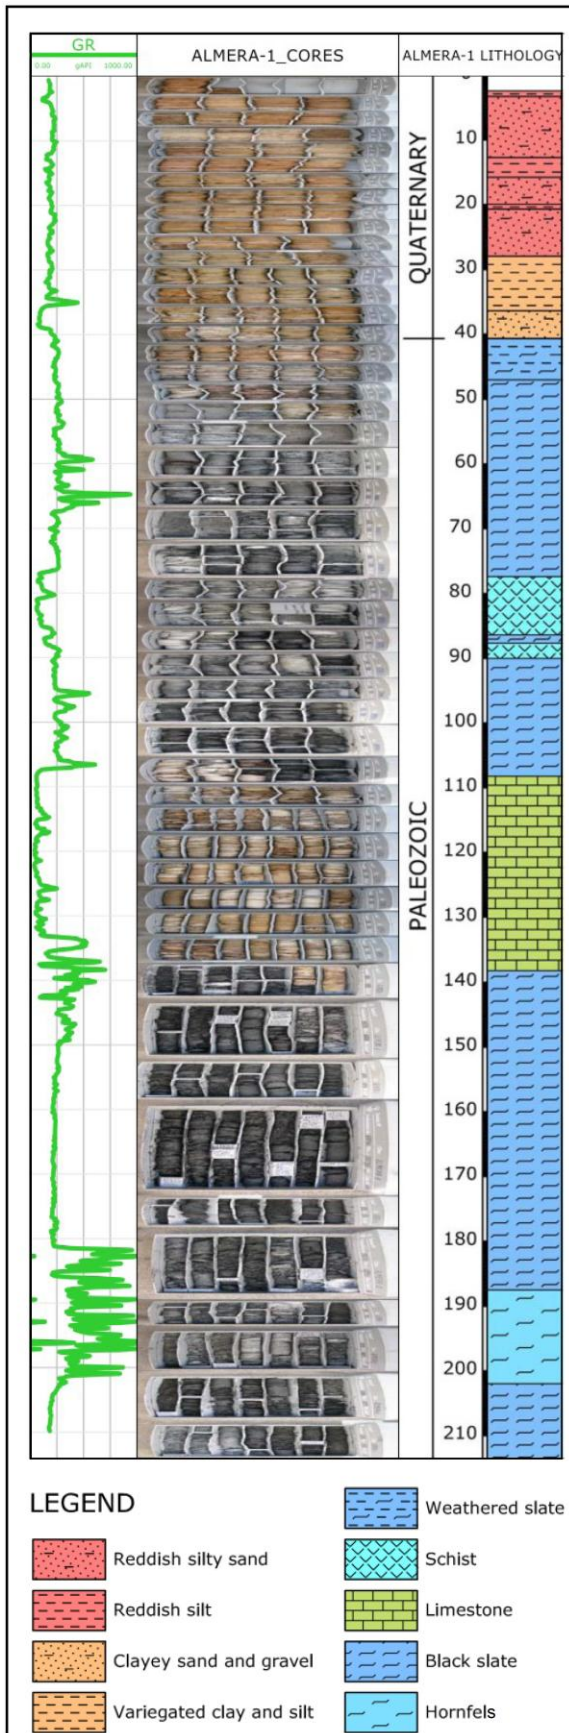 GR
0.00 gAPI 1000.00
ALMERA-1_CORES
ALMERA-1 LITHOLOGY
QUATERNARY
PALEOZOIC
10
20
30
40
50
60
70
80
90
100
110
120
130
140
150
160
170
180
190
200
210
LEGEND
Reddish silty sand
Reddish silt
Clayey sand and gravel
Variegated clay and silt
Weathered slate
Schist
Limestone
Black slate
Hornfels